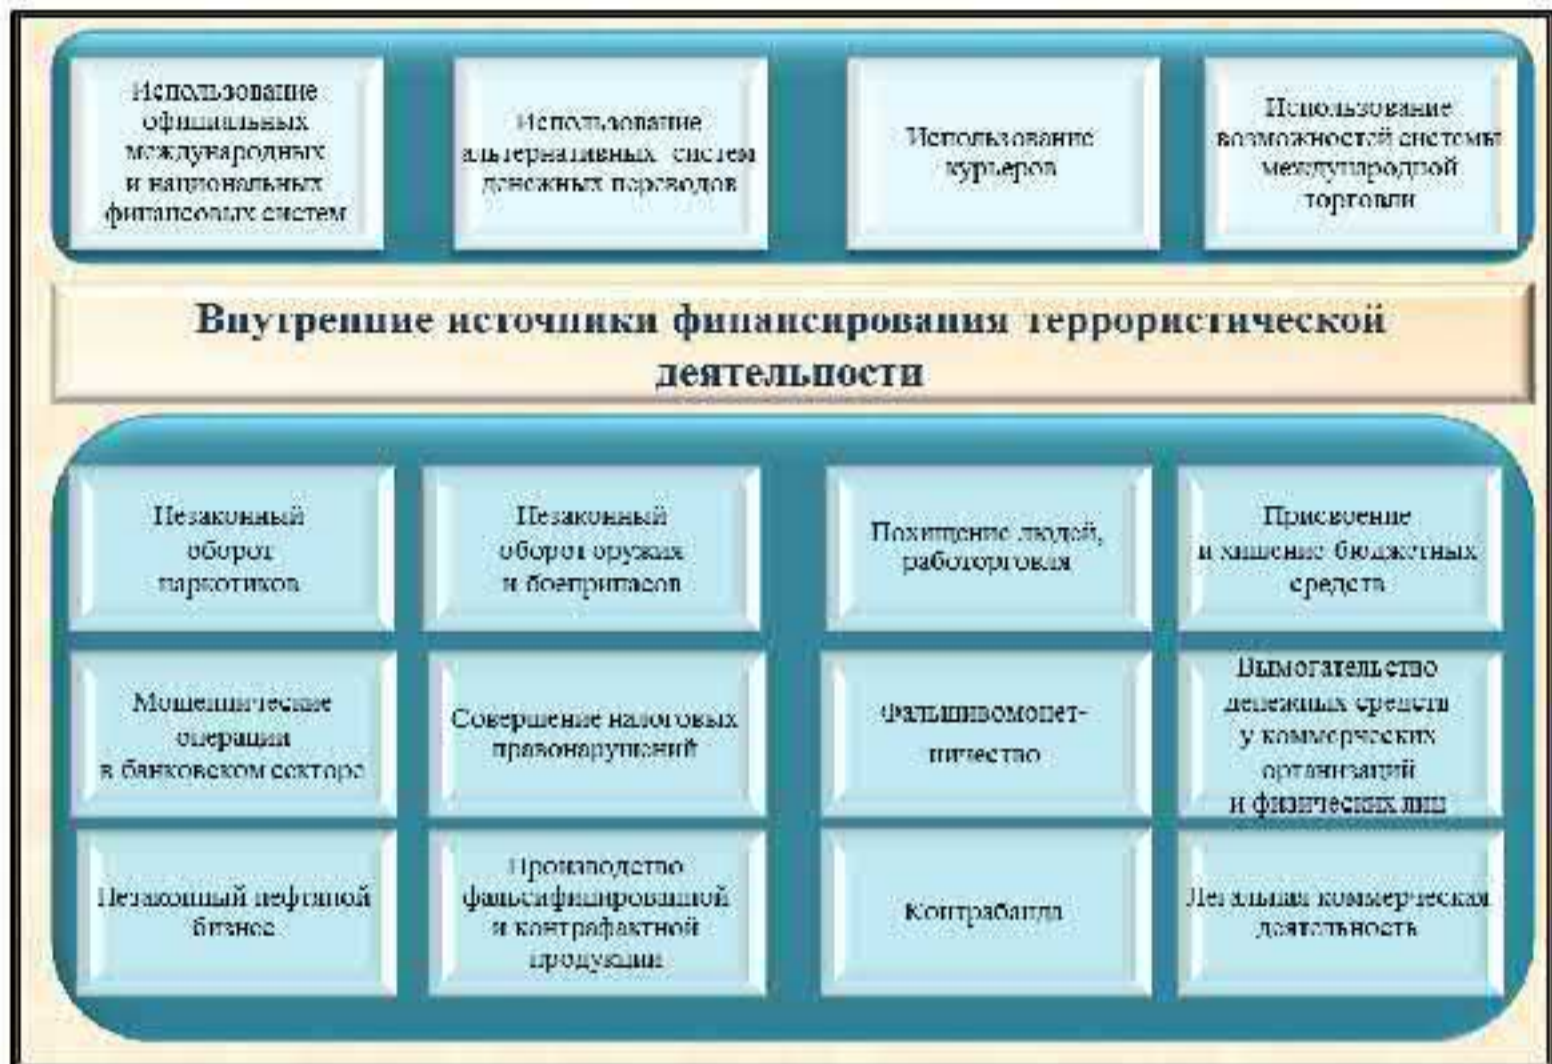 Использование
официальных
международных
и национальных
финансовых систем
Использование
альтернативных систем
денежных переводов
Использование
курьеров
Использование
возможностей системы
международной
торговли
Внутренние источники финансирования террористической
деятельности
Незаконный
оборот
наркотиков
Незаконный
оборот оружия
и боеприпасов
Похищение людей,
работорговля
Присвоение
и хищение бюджетных
средств
Мошеннические
операции
в банковском секторе
Совершение налоговых
правонарушений
Фальшивомонет-
ничество
Вымогательство
денежных средств
у коммерческих
организаций
и физических лиц
Незаконный нефтяной
бизнес
Производство
фальсифицированной
и контрафактной
продукции
Контрабанда
Легальная коммерческая
деятельность